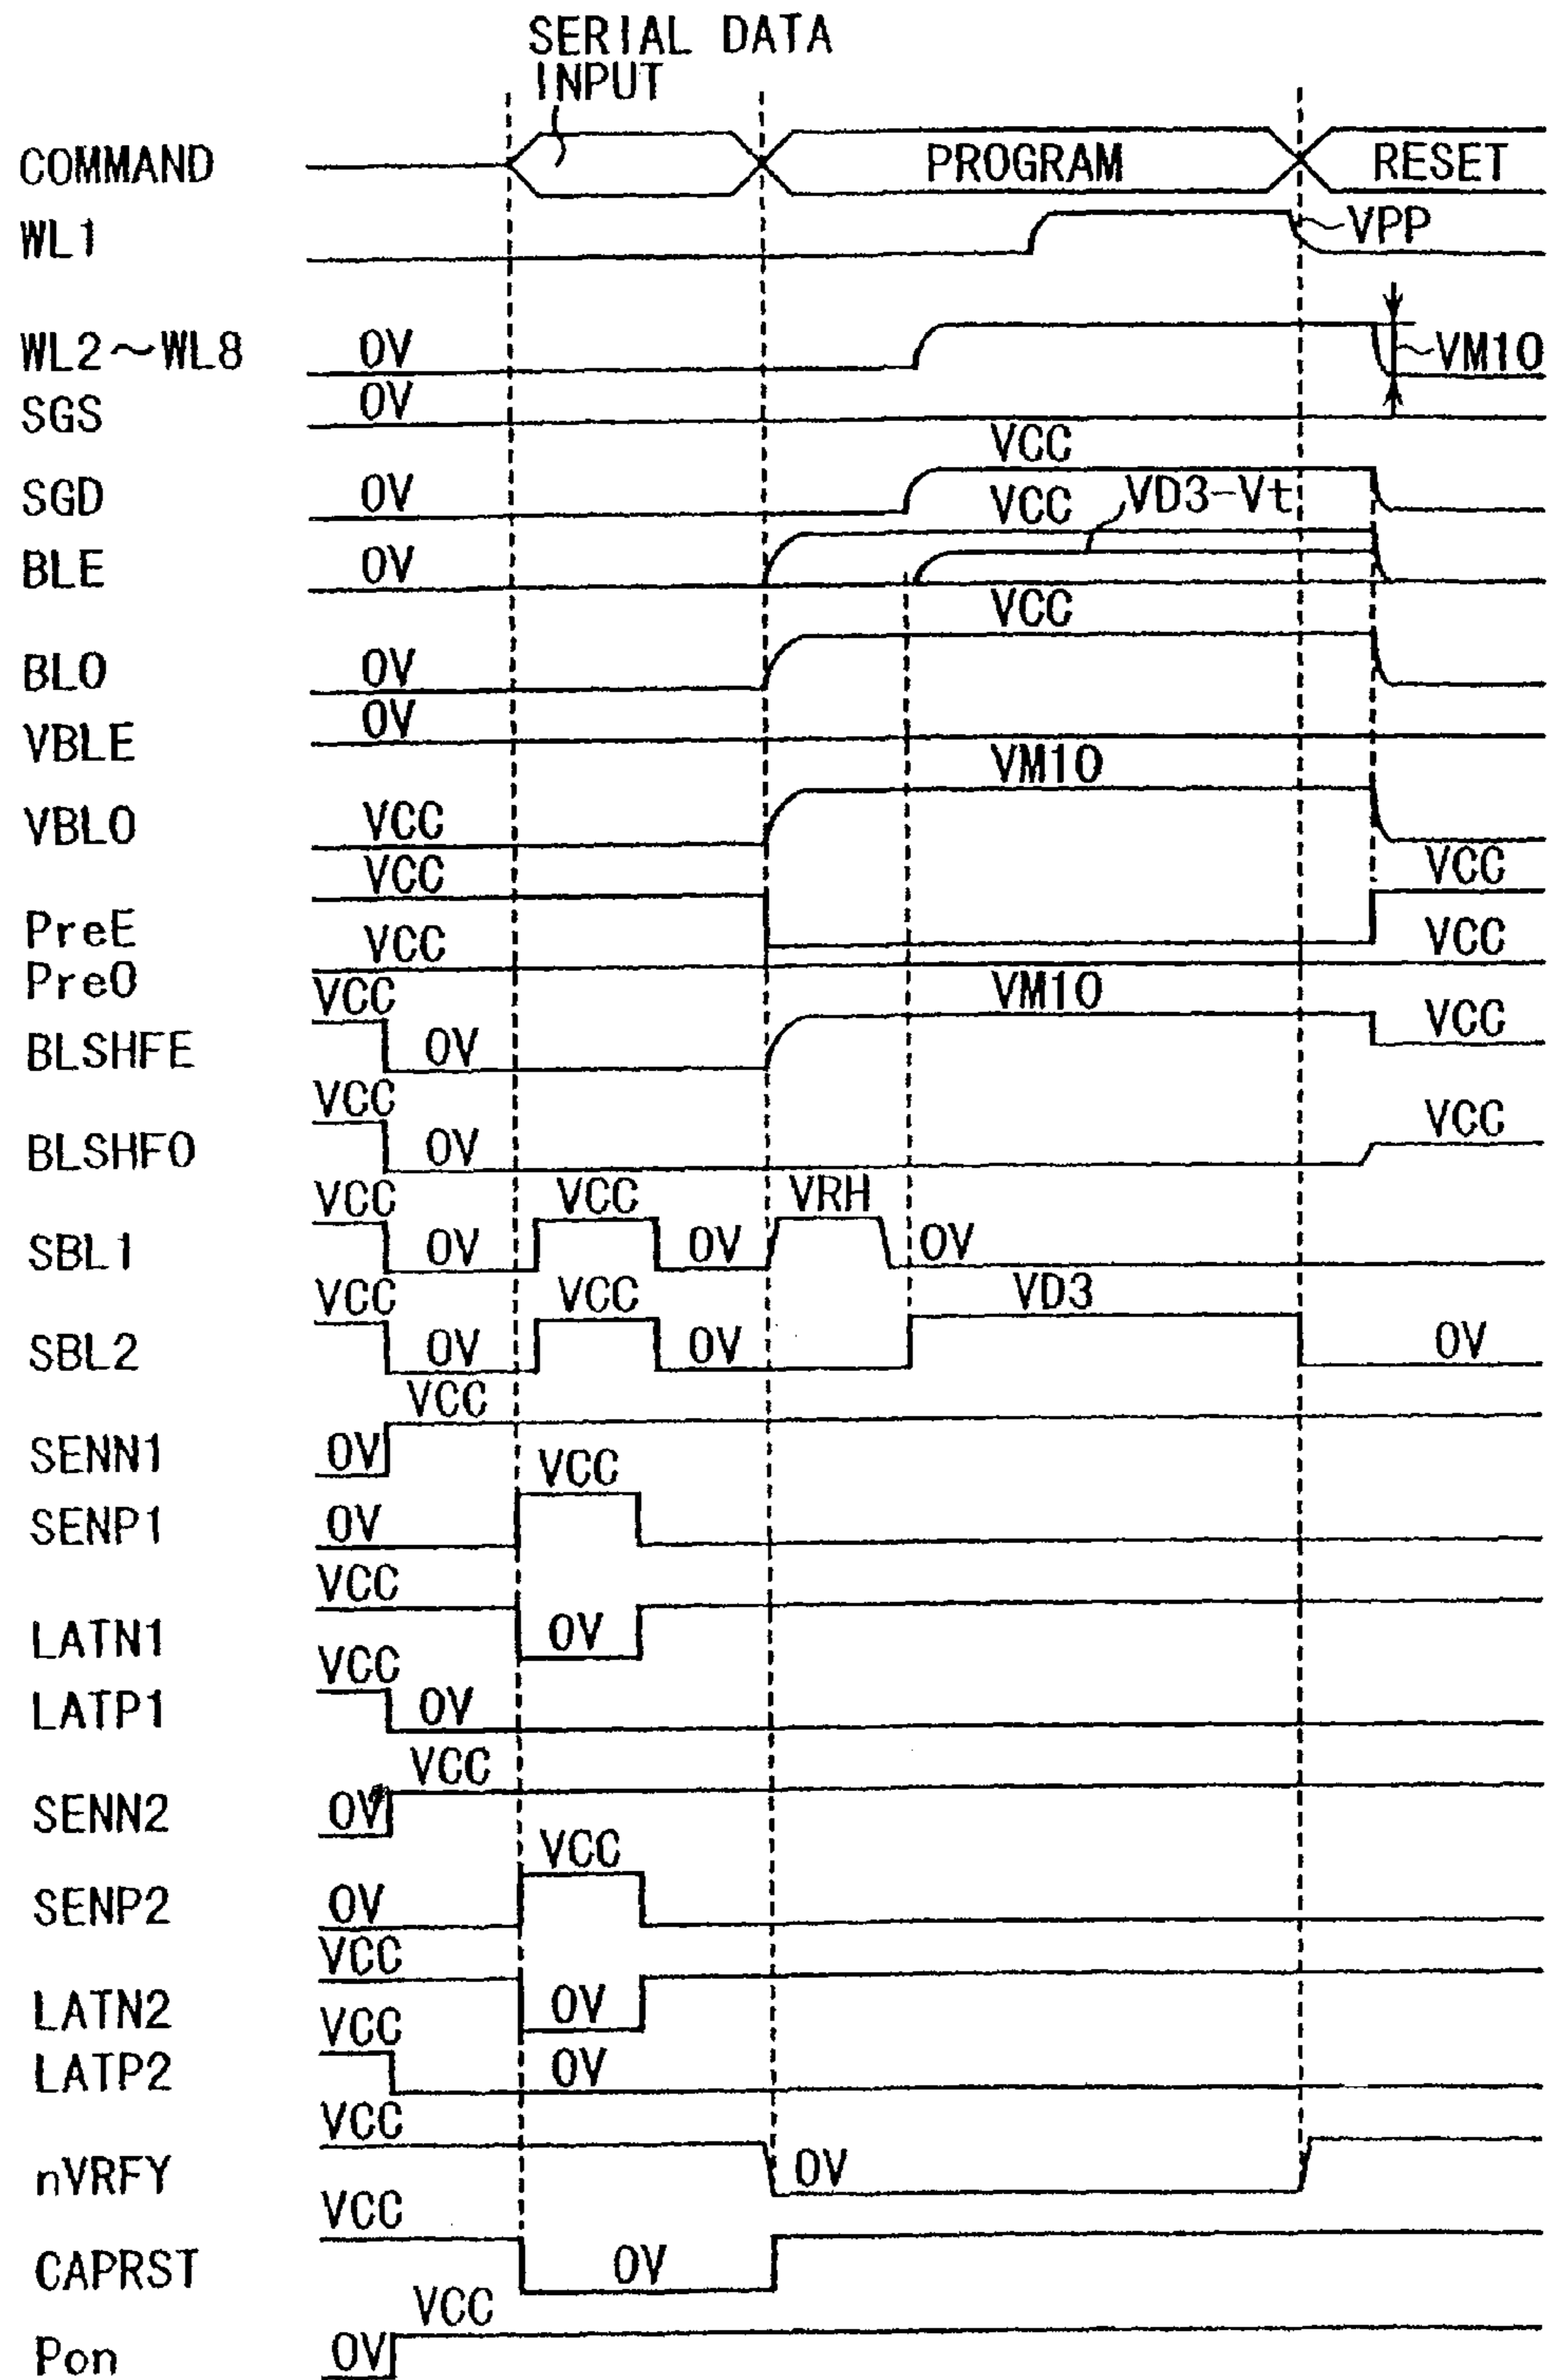 SERIAL DATA
INPUT
COMMAND PROGRAM RESET
WL1 VPP
WL2～WL8 0V VM10
SGS 0V
SGD 0V VCC
BLE 0V VCC VD3-Vt
BLO 0V VCC
VBLE 0V
VBLO VCC VM10
PreE VCC VCC
PreO VCC VCC
BLSHFE VCC 0V VM10 VCC
BLSHFO VCC 0V VCC
SBL1 VCC 0V VCC 0V VRH 0V
SBL2 VCC 0V VCC 0V VD3 0V
SENN1 0V VCC
SENP1 0V VCC
LATN1 VCC 0V
LATP1 VCC 0V
SENN2 0V VCC
SENP2 0V VCC
LATN2 VCC 0V
LATP2 VCC 0V
nVRFY VCC 0V
CAPRST VCC 0V
Pon 0V VCC